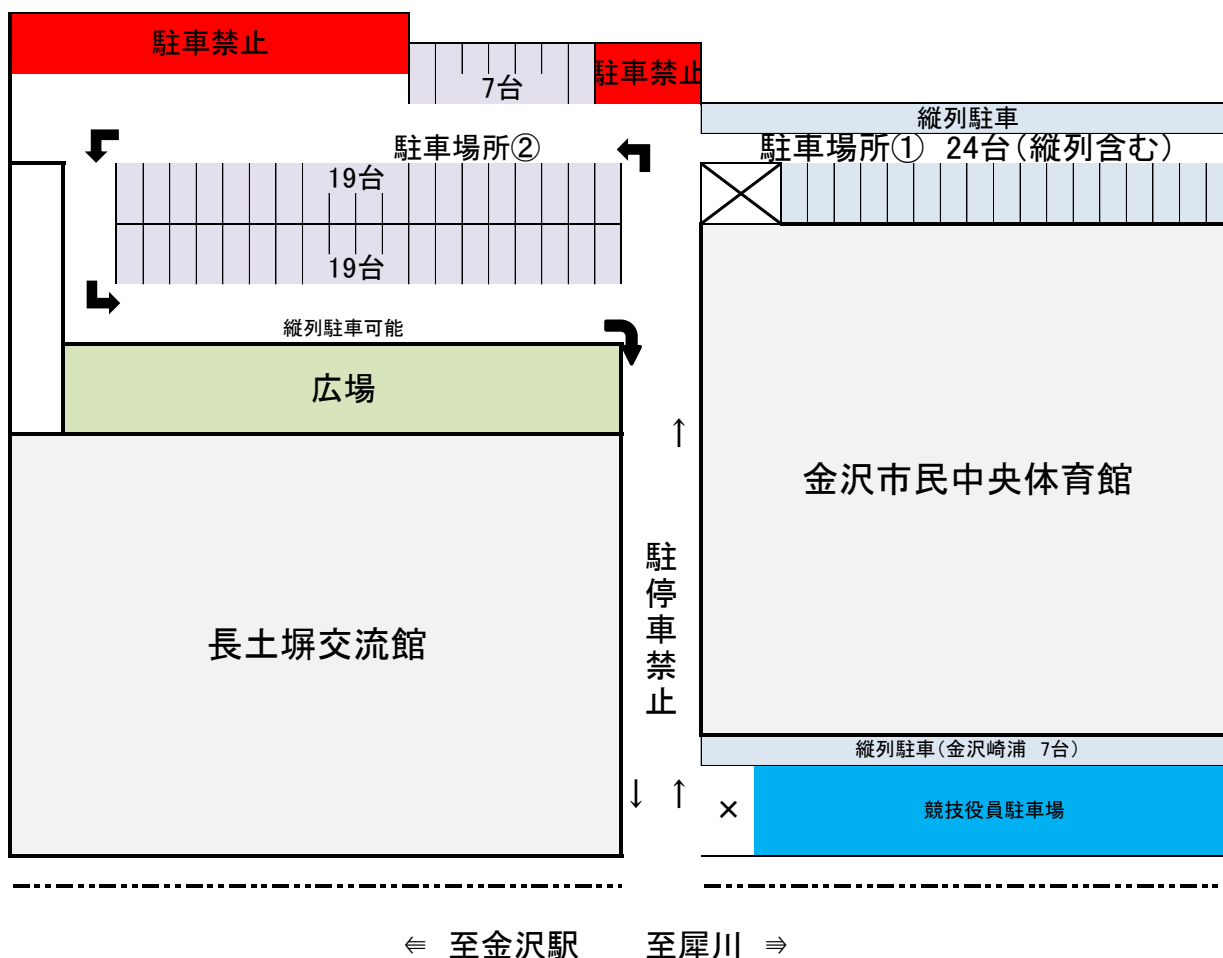 駐車禁止
7台
駐車禁止
縦列駐車
駐車場所②
駐車場所① 24台(縦列含む)
19台
19台
縦列駐車可能
広場
↑
金沢市民中央体育館
駐停車禁止
長土塀交流館
縦列駐車(金沢崎浦 7台)
↓ ↑
×
競技役員駐車場
⇐ 至金沢駅 至犀川 ⇒